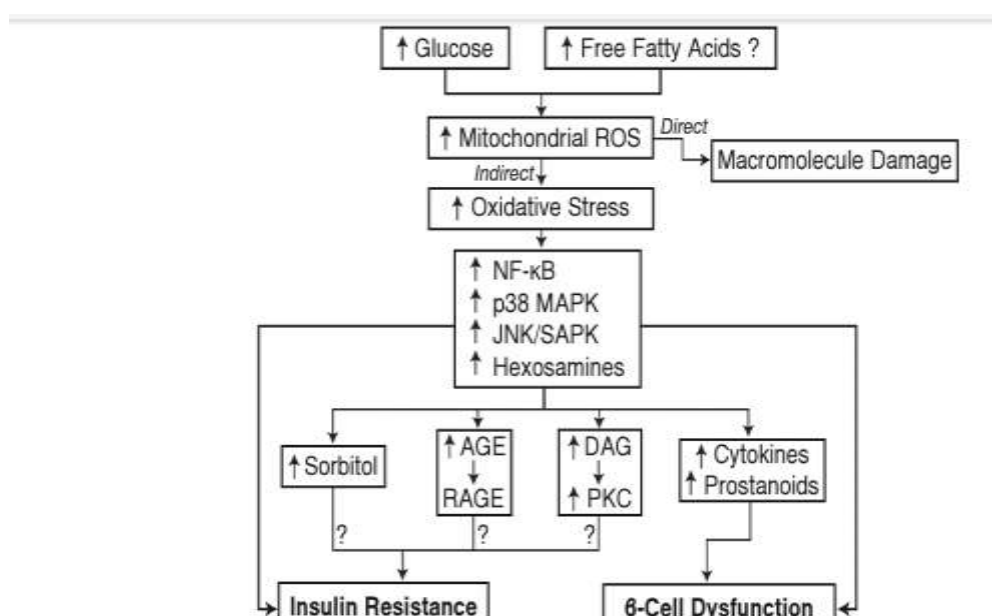 ↑ Glucose
↑ Free Fatty Acids ?
↑ Mitochondrial ROS
Direct
Macromolecule Damage
Indirect
↑ Oxidative Stress
↑ NF-κB
↑ p38 MAPK
↑ JNK/SAPK
↑ Hexosamines
↑ Sorbitol
↑ AGE
RAGE
↑ DAG
↑ PKC
↑ Cytokines
↑ Prostanoids
?
?
?
Insulin Resistance
ϐ-Cell Dysfunction